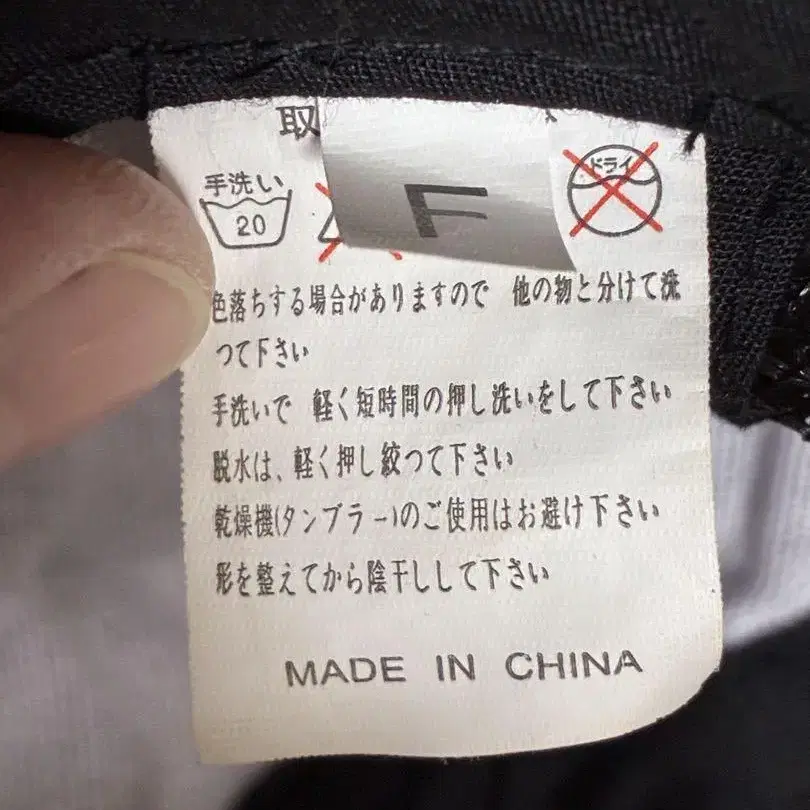 取
手洗い
20
F
ドライ
色落ちする場合がありますので 他の物と分けて洗
つて下さい
手洗いで 軽く短時間の押し洗いをして下さい
脱水は、軽く押し絞つて下さい
乾燥機(タンブラー)のご使用はお避け下さい
形を整えてから陰干しして下さい
MADE IN CHINA